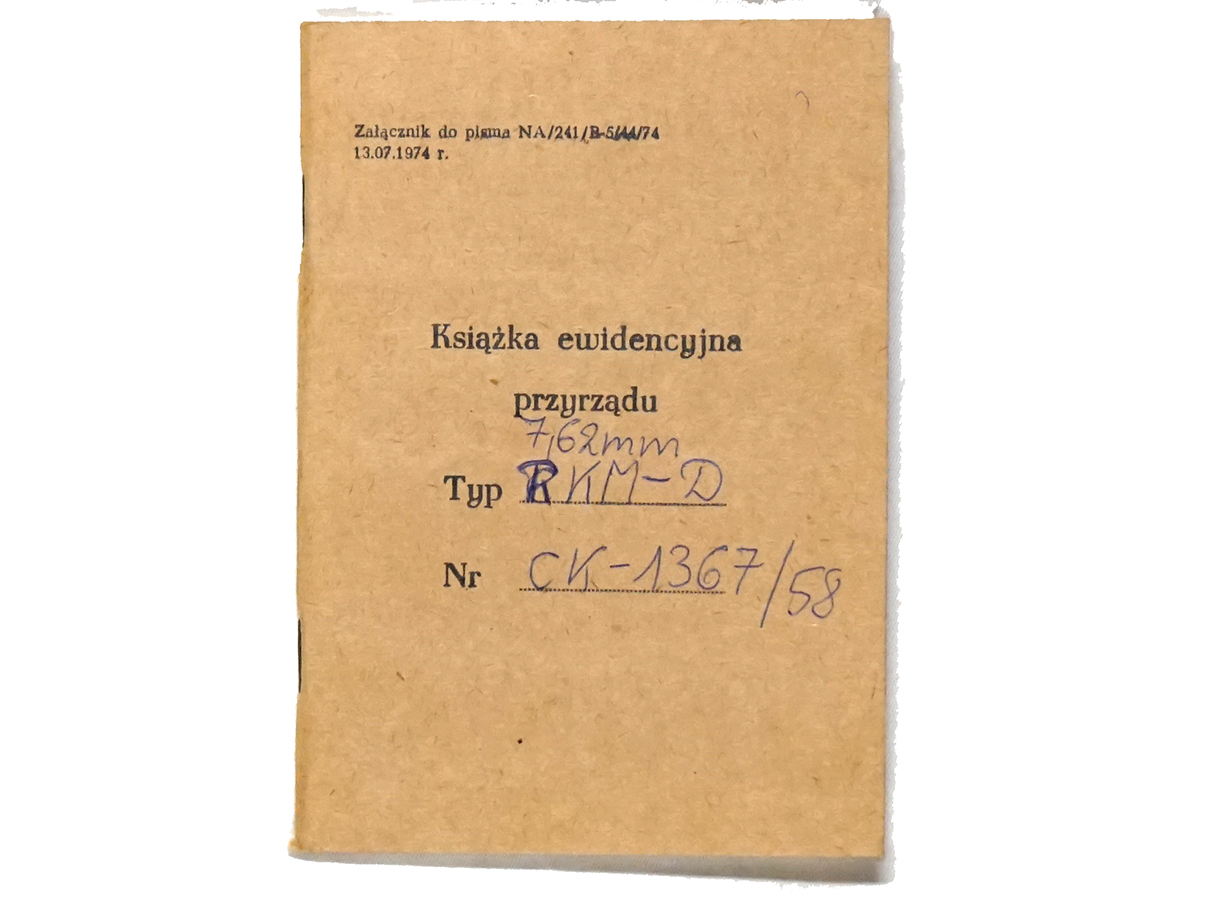 Załącznik do pisma NA/241/B-5/44/74
13.07.1974 r.
Książka ewidencyjna
przyrządu
7,62mm
Typ RKM-D
Nr CK-1367/58